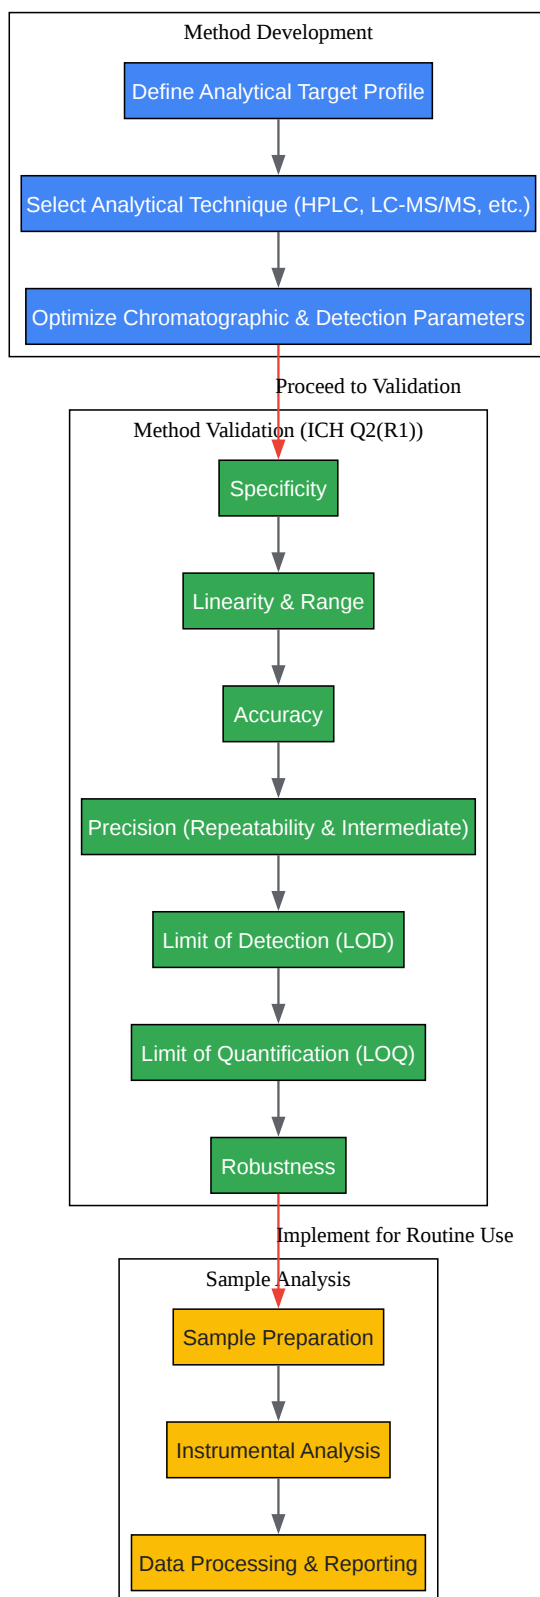 Method Development
Define Analytical Target Profile
Select Analytical Technique (HPLC, LC-MS/MS, etc.)
Optimize Chromatographic & Detection Parameters
Proceed to Validation
Method Validation (ICH Q2(R1))
Specificity
Linearity & Range
Accuracy
Precision (Repeatability & Intermediate)
Limit of Detection (LOD)
Limit of Quantification (LOQ)
Robustness
Implement for Routine Use
Sample Analysis
Sample Preparation
Instrumental Analysis
Data Processing & Reporting